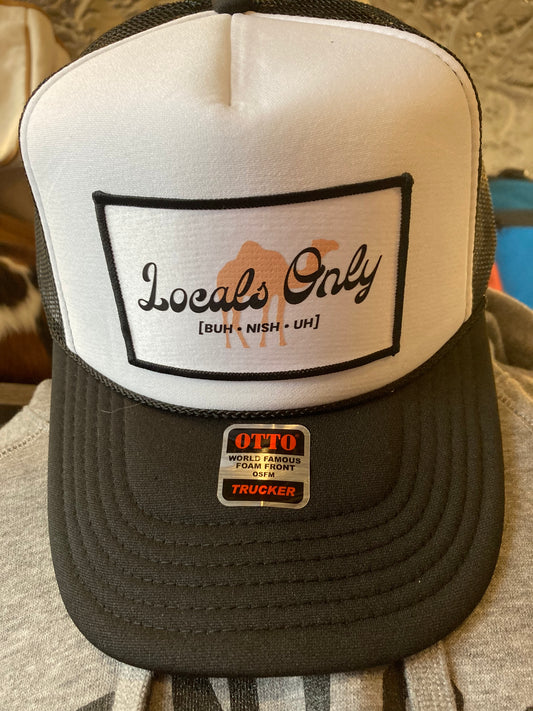 Locals Only
[BUH • NISH • UH]
OTTO
WORLD FAMOUS
FOAM FRONT
OSFM
TRUCKER